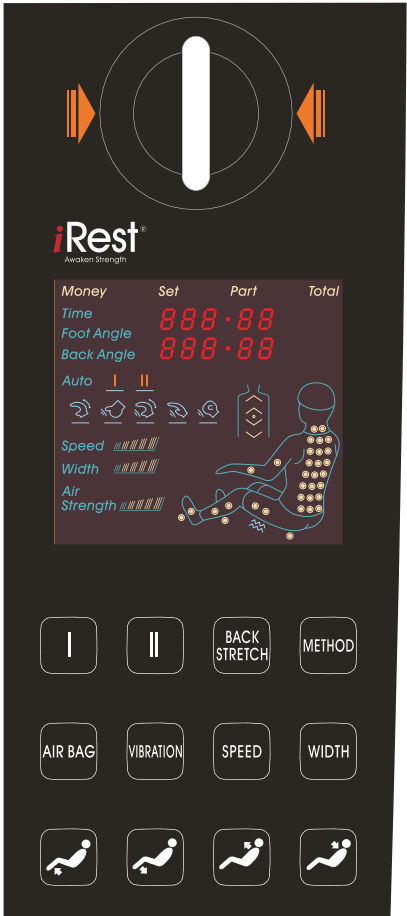 iRest®
Awaken Strength
Money Set Part Total
Time 888.88
Foot Angle
Back Angle 888.88
Auto I II
C
Speed
Width
Air
Strength
I
II
BACK
STRETCH
METHOD
AIR BAG
VIBRATION
SPEED
WIDTH